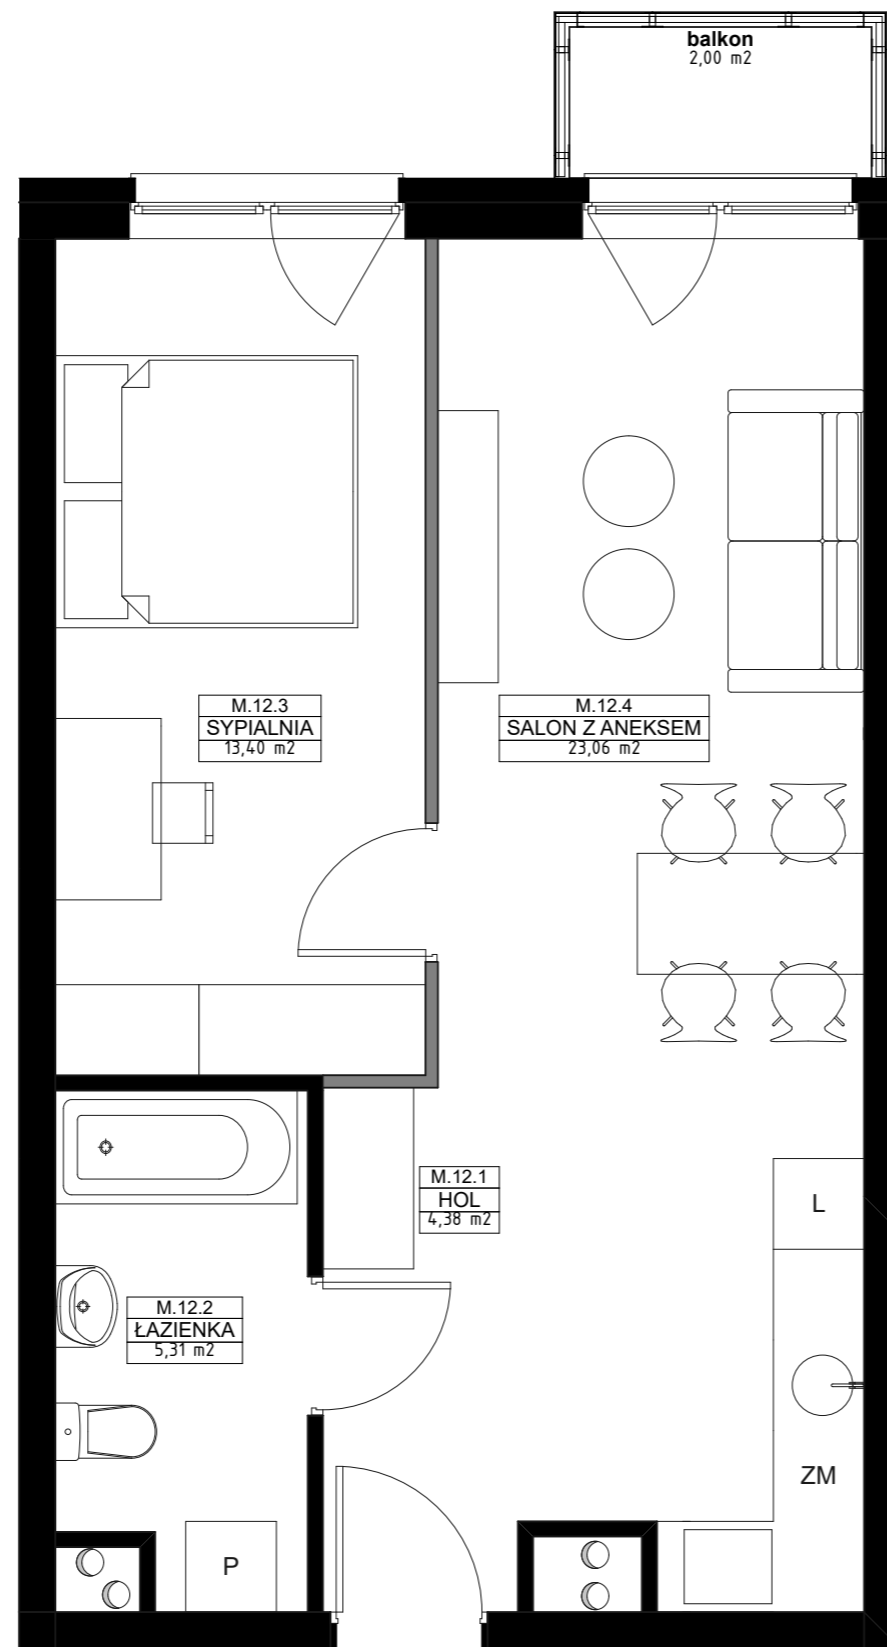 balkon
2,00 m2
M.12.3
SYPIALNIA
13,40 m2
M.12.4
SALON Z ANEKSEM
23,06 m2
M.12.1
HOL
4,38 m2
L
M.12.2
ŁAZIENKA
5,31 m2
ZM
P